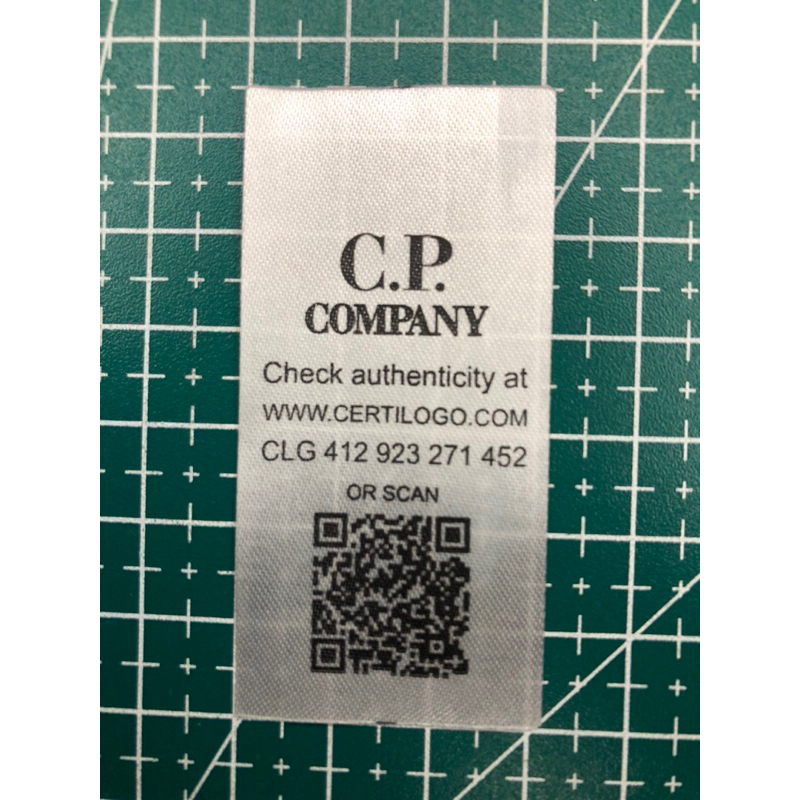 C.P.
COMPANY
Check authenticity at
WWW.CERTILOGO.COM
CLG 412 923 271 452
OR SCAN